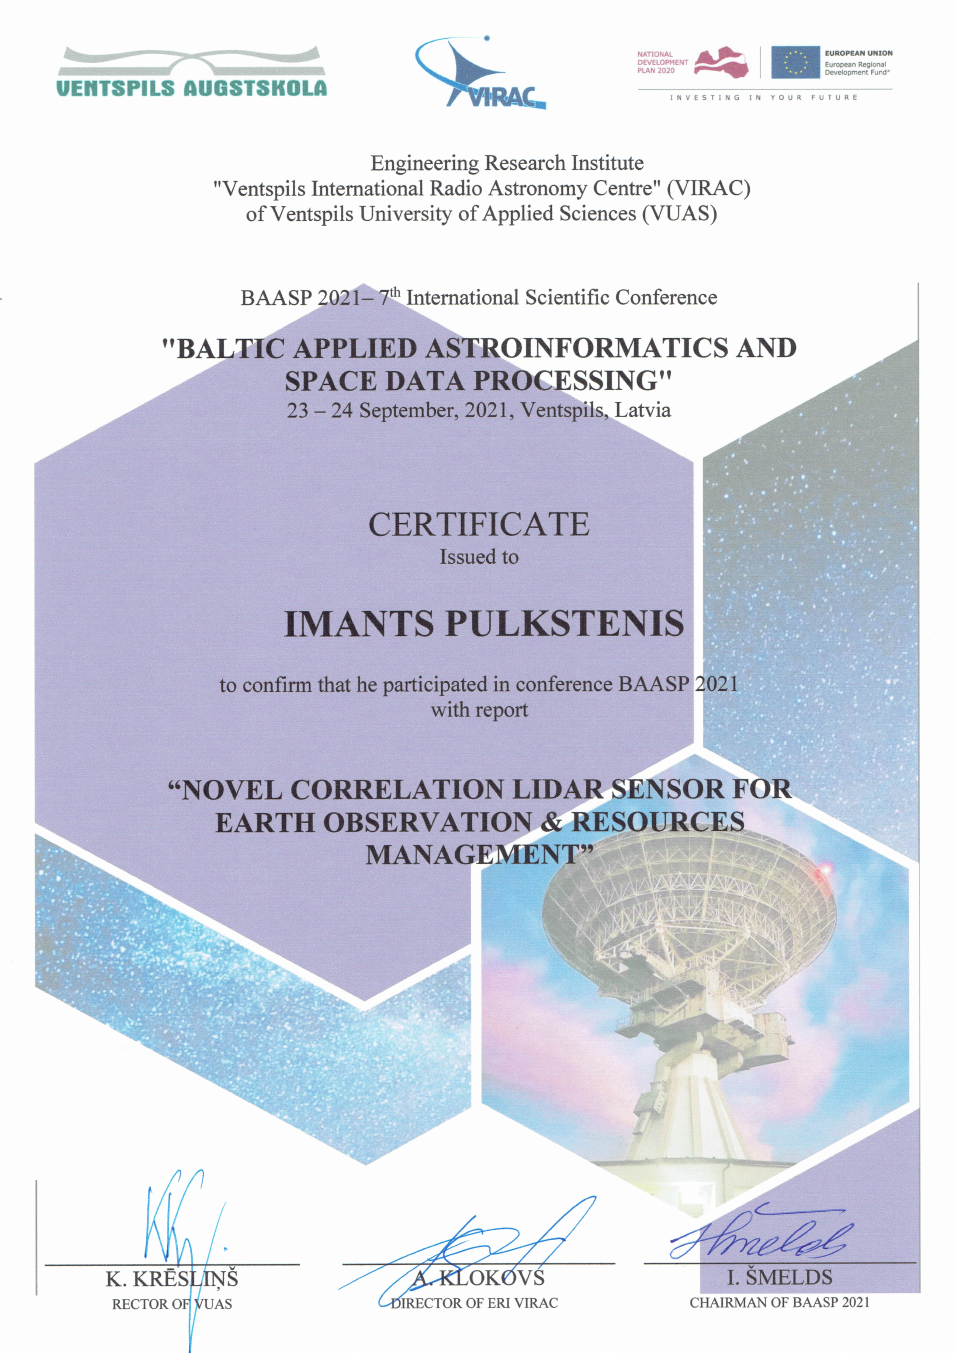 VENTSPILS AUGSTSKOLA
VIRAC
NATIONAL
DEVELOPMENT
PLAN 2020
EUROPEAN UNION
European Regional
Development Fund
INVESTING IN YOUR FUTURE
Engineering Research Institute
"Ventspils International Radio Astronomy Centre" (VIRAC)
of Ventspils University of Applied Sciences (VUAS)
BAASP 2021– 7th International Scientific Conference
"BALTIC APPLIED ASTROINFORMATICS AND
SPACE DATA PROCESSING"
23 – 24 September, 2021, Ventspils, Latvia
CERTIFICATE
Issued to
IMANTS PULKSTENIS
to confirm that he participated in conference BAASP 2021
with report
“NOVEL CORRELATION LIDAR SENSOR FOR
EARTH OBSERVATION & RESOURCES
MANAGEMENT”
K. KRĒSLIŅŠ
A. KLOKOVS
I. ŠMELDS
RECTOR OF VUAS
DIRECTOR OF ERI VIRAC
CHAIRMAN OF BAASP 2021